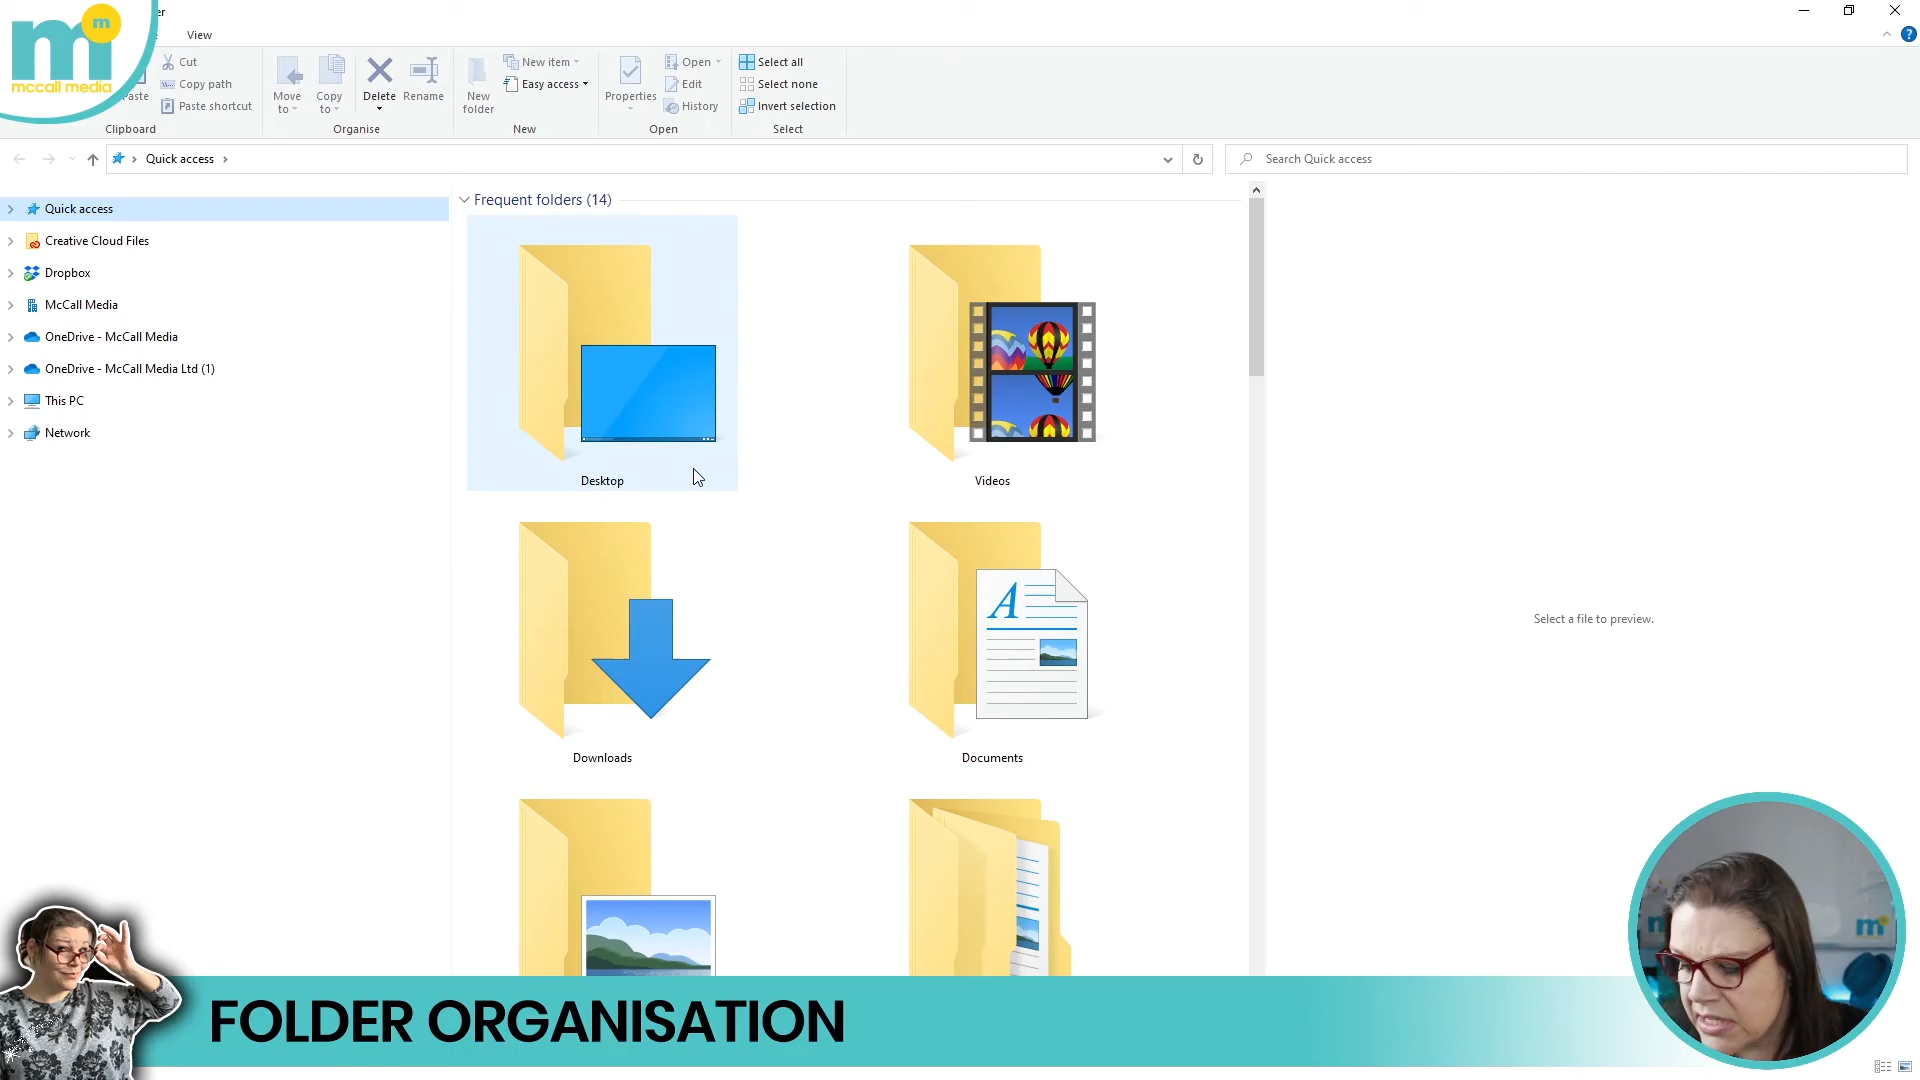 m
m
mccall media
er
View
?
Cut
Copy path
Paste shortcut
aste
Clipboard
Move to
Copy to
Delete
Rename
Organise
New folder
New item
Easy access
New
Properties
Open
Edit
History
Open
Select all
Select none
Invert selection
Select
Quick access
Search Quick access
Quick access
Creative Cloud Files
Dropbox
McCall Media
OneDrive - McCall Media
OneDrive - McCall Media Ltd (1)
This PC
Network
Frequent folders (14)
Desktop
Videos
A
Downloads
Documents
Select a file to preview.
FOLDER ORGANISATION
m